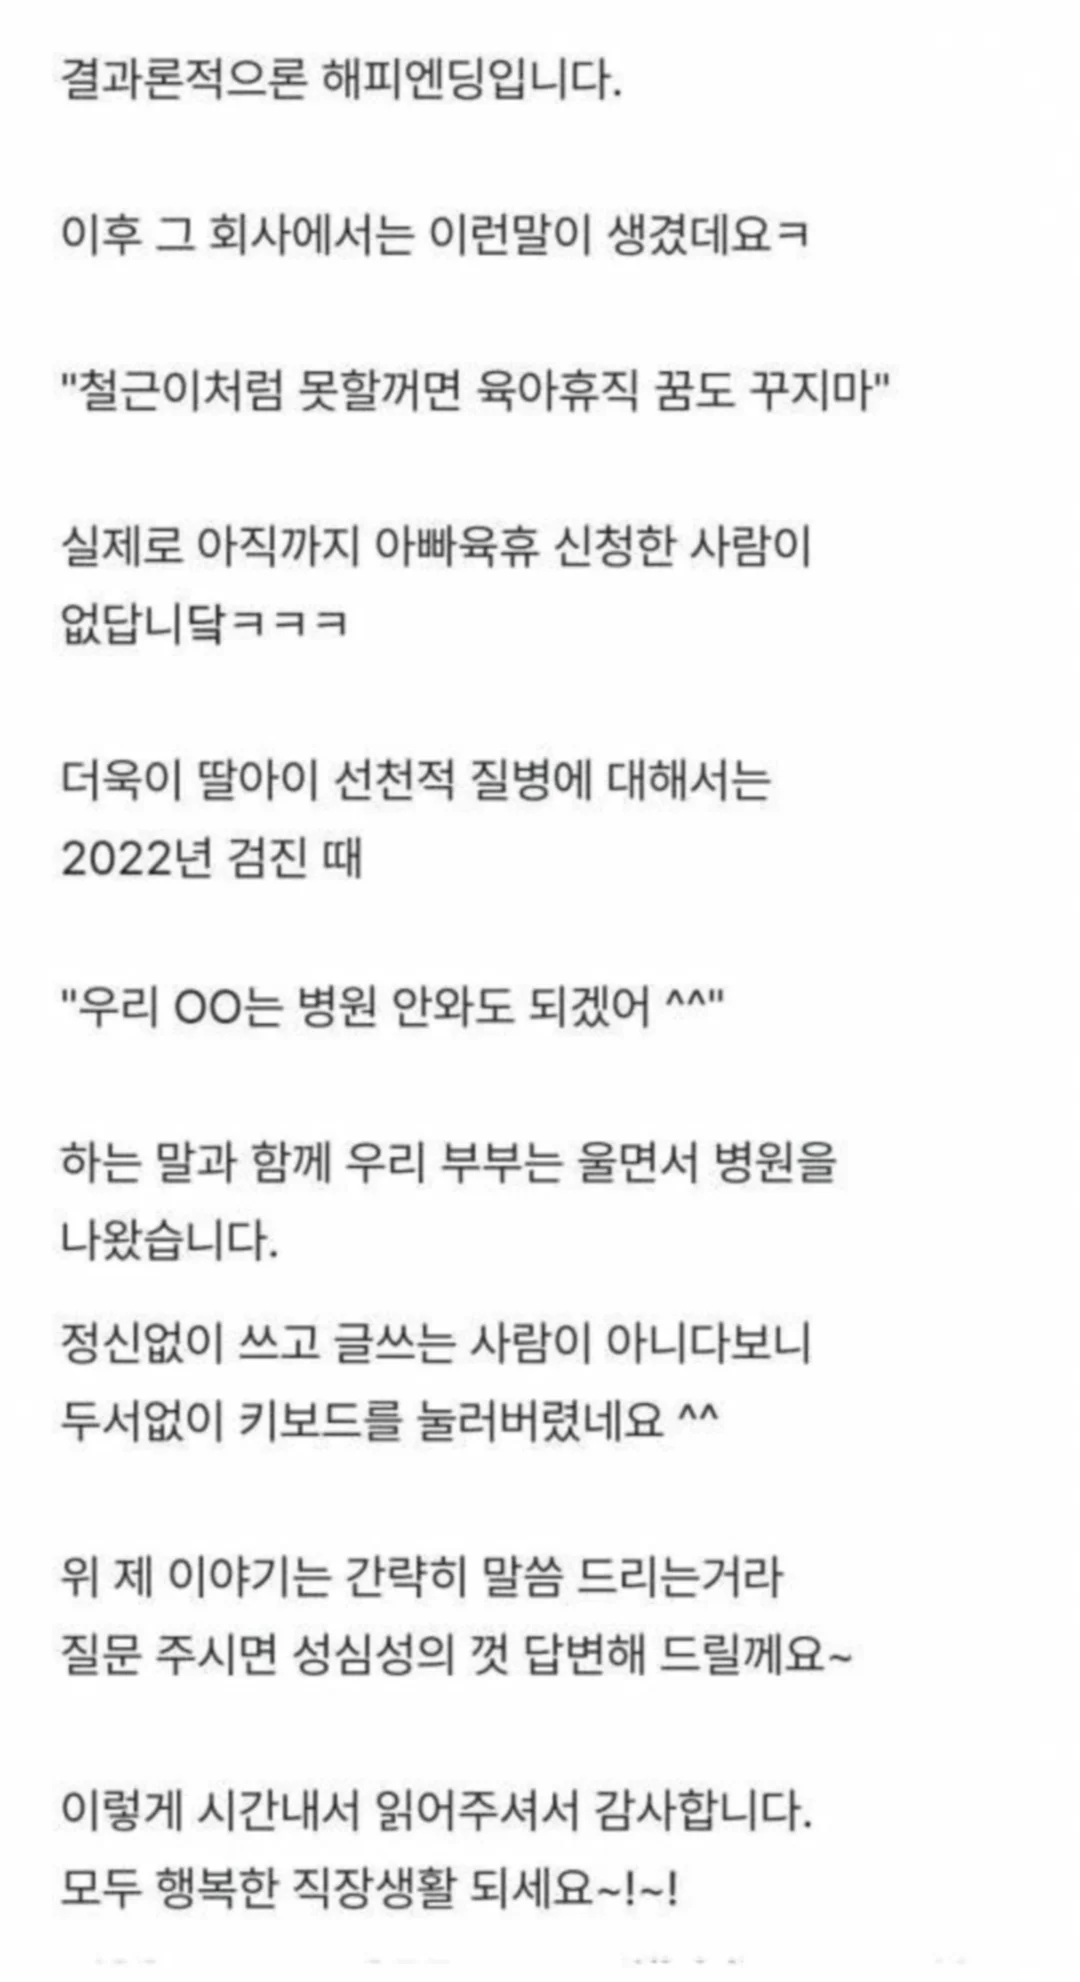 결과론적으론 해피엔딩입니다.
이후 그 회사에서는 이런말이 생겼데요ㅋ
"철근이처럼 못할꺼면 육아휴직 꿈도 꾸지마"
실제로 아직까지 아빠육휴 신청한 사람이
없답니닼ㅋㅋㅋ
더욱이 딸아이 선천적 질병에 대해서는
2022년 검진 때
"우리 OO는 병원 안와도 되겠어 ^^"
하는 말과 함께 우리 부부는 울면서 병원을
나왔습니다.
정신없이 쓰고 글쓰는 사람이 아니다보니
두서없이 키보드를 눌러버렸네요 ^^
위 제 이야기는 간략히 말씀 드리는거라
질문 주시면 성심성의 껏 답변해 드릴께요~
이렇게 시간내서 읽어주셔서 감사합니다.
모두 행복한 직장생활 되세요~!~!